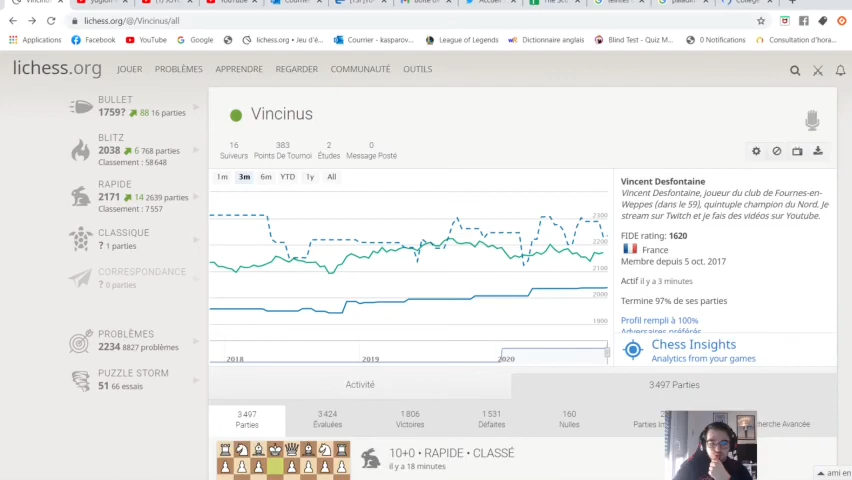 lichess.org/@/Vincinus/all
Applications
Facebook
YouTube
Google
lichess.org • Jeu d'é...
Courrier - kasparov...
League of Legends
Dictionnaire anglais
Blind Test - Quiz M...
0 Notifications
Consultation d'hora...
lichess.org
JOUER
PROBLÈMES
APPRENDRE
REGARDER
COMMUNAUTÉ
OUTILS
BULLET
1759? 88 16 parties
BLITZ
2038 6 6 768 parties
Classement : 58 648
RAPIDE
2171 14 2639 parties
Classement : 7 557
CLASSIQUE
? 1 parties
CORRESPONDANCE
? 0 parties
PROBLÈMES
2234 8827 problèmes
PUZZLE STORM
51 66 essais
Vincinus
16
Suiveurs
383
Points De Tournoi
2
Études
0
Message Posté
1m 3m 6m YTD 1y All
2300
2200
2100
2000
1900
2018
2019
2020
Vincent Desfontaine
Vincent Desfontaine, joueur du club de Fournes-en-
Weppes (dans le 59), quintuple champion du Nord. Je
stream sur Twitch et je fais des vidéos sur Youtube.
FIDE rating: 1620
France
Membre depuis 5 oct. 2017
Actif il y a 3 minutes
Termine 97% de ses parties
Profil rempli à 100%
Adversaires préférés
Chess Insights
Analytics from your games
Activité
3 497 Parties
3 497
Parties
3 424
Évaluées
1 806
Victoires
1 531
Défaites
160
Nulles
Parties Im
cherche Avancée
10+0 • RAPIDE • CLASSÉ
il y a 18 minutes
ami en